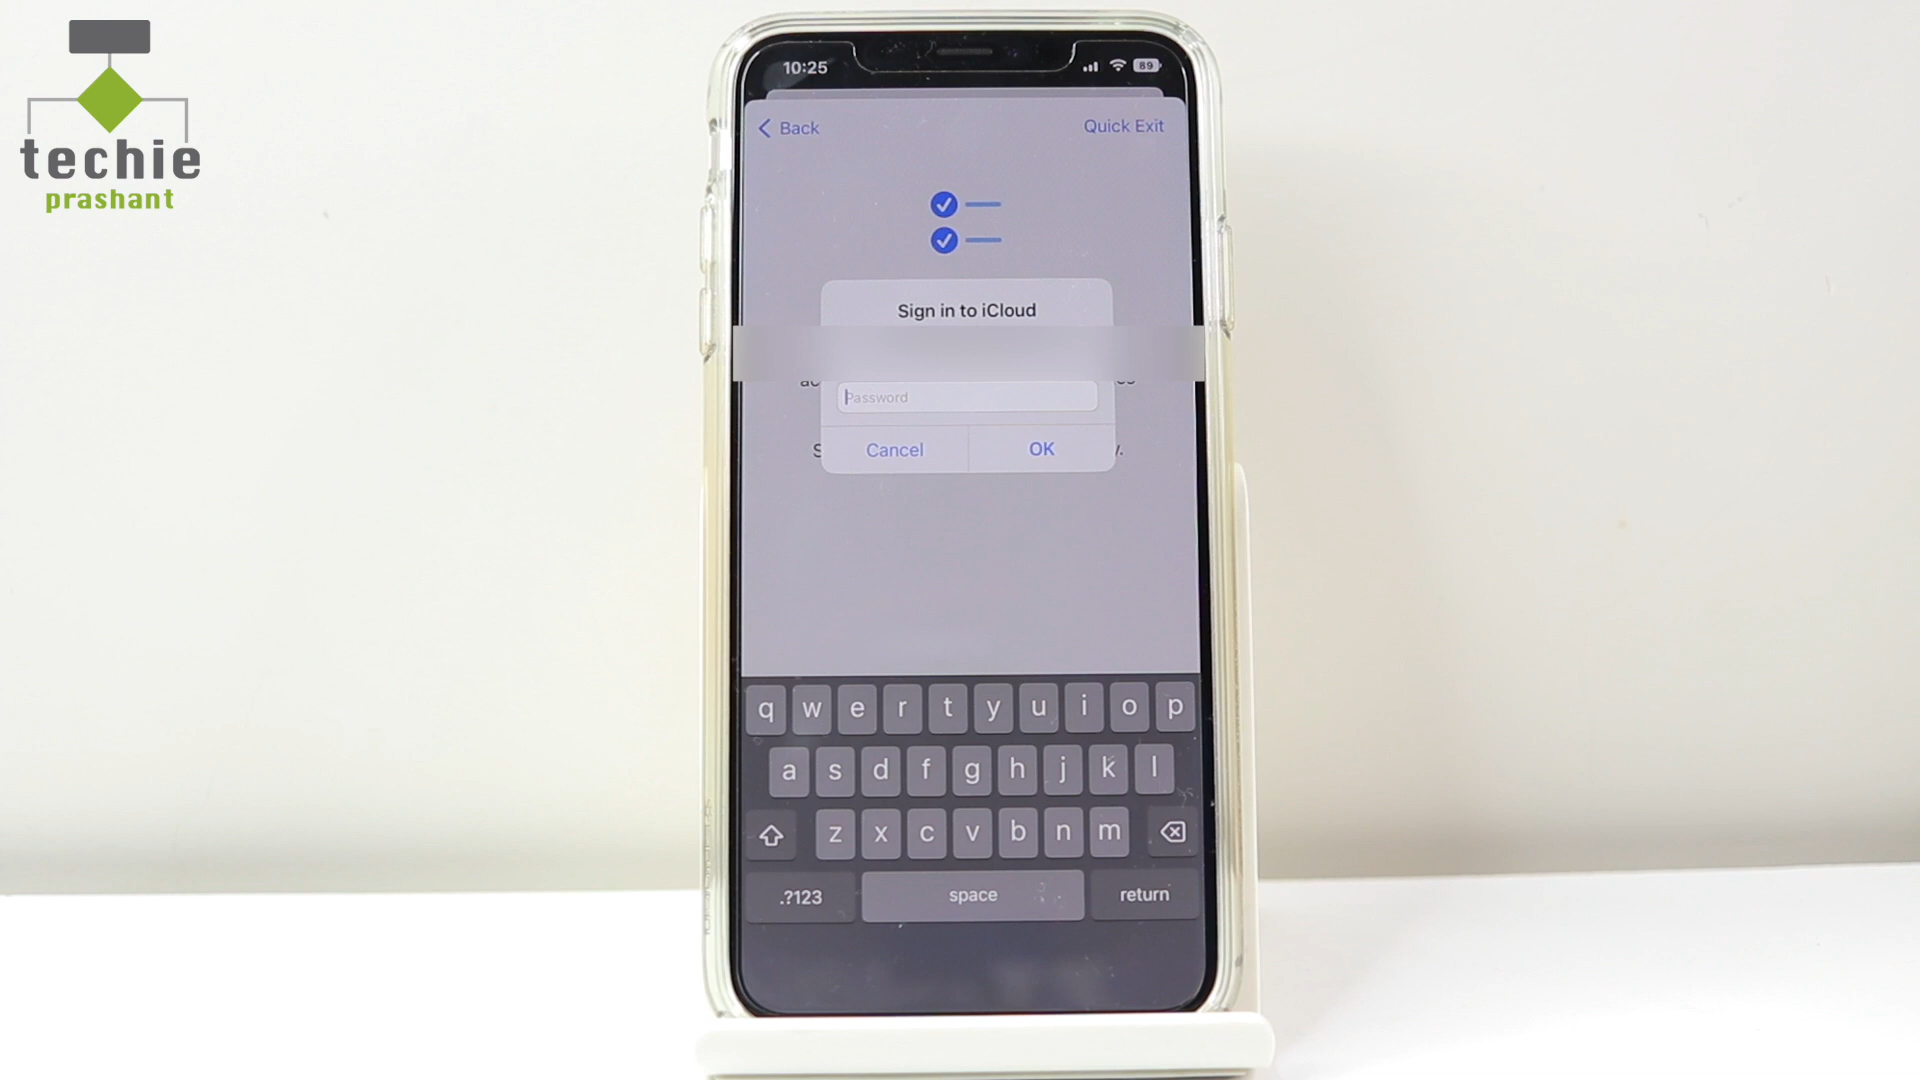 techie
prashant
10:25
89
Back
Quick Exit
Sign in to iCloud
Password
Cancel
OK
q w e r t y u i o p
a s d f g h j k l
z x c v b n m
.?123
space
return